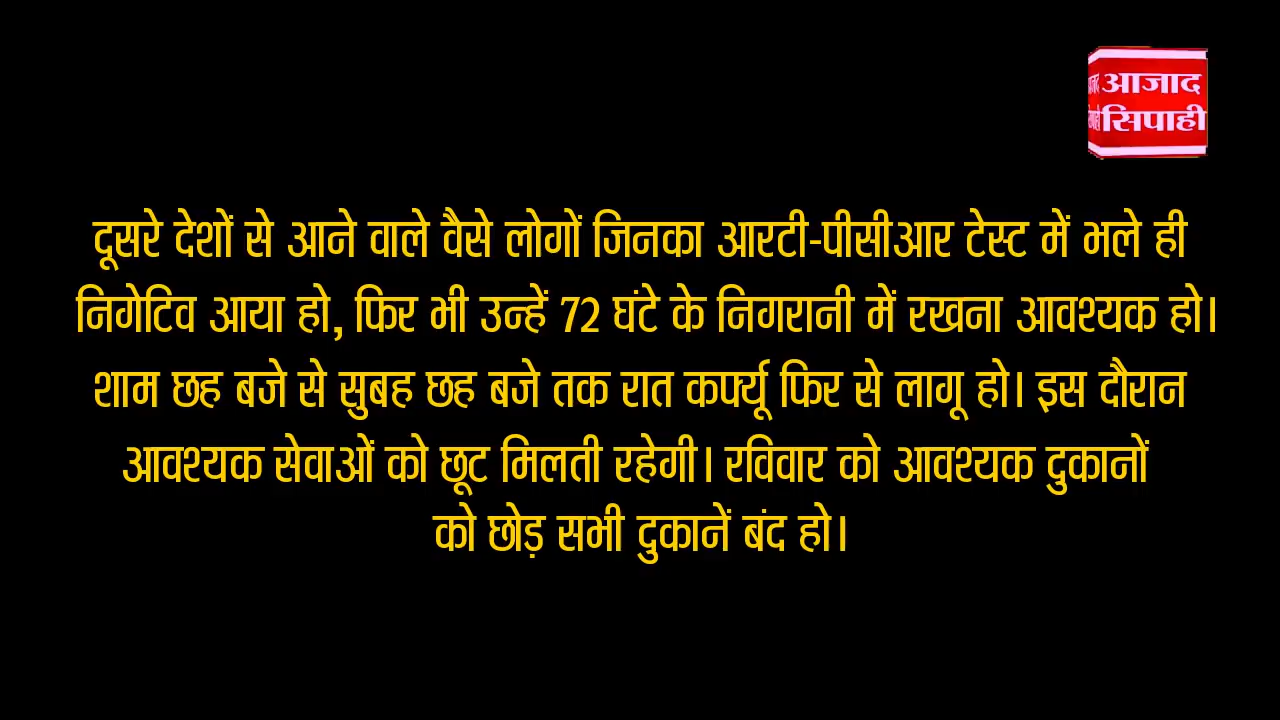 आजाद
सिपाही
दूसरे देशों से आने वाले वैसे लोगों जिनका आरटी-पीसीआर टेस्ट में भले ही
निगेटिव आया हो, फिर भी उन्हें 72 घंटे के निगरानी में रखना आवश्यक हो।
शाम छह बजे से सुबह छह बजे तक रात कर्फ्यू फिर से लागू हो। इस दौरान
आवश्यक सेवाओं को छूट मिलती रहेगी। रविवार को आवश्यक दुकानों
को छोड़ सभी दुकानें बंद हो।